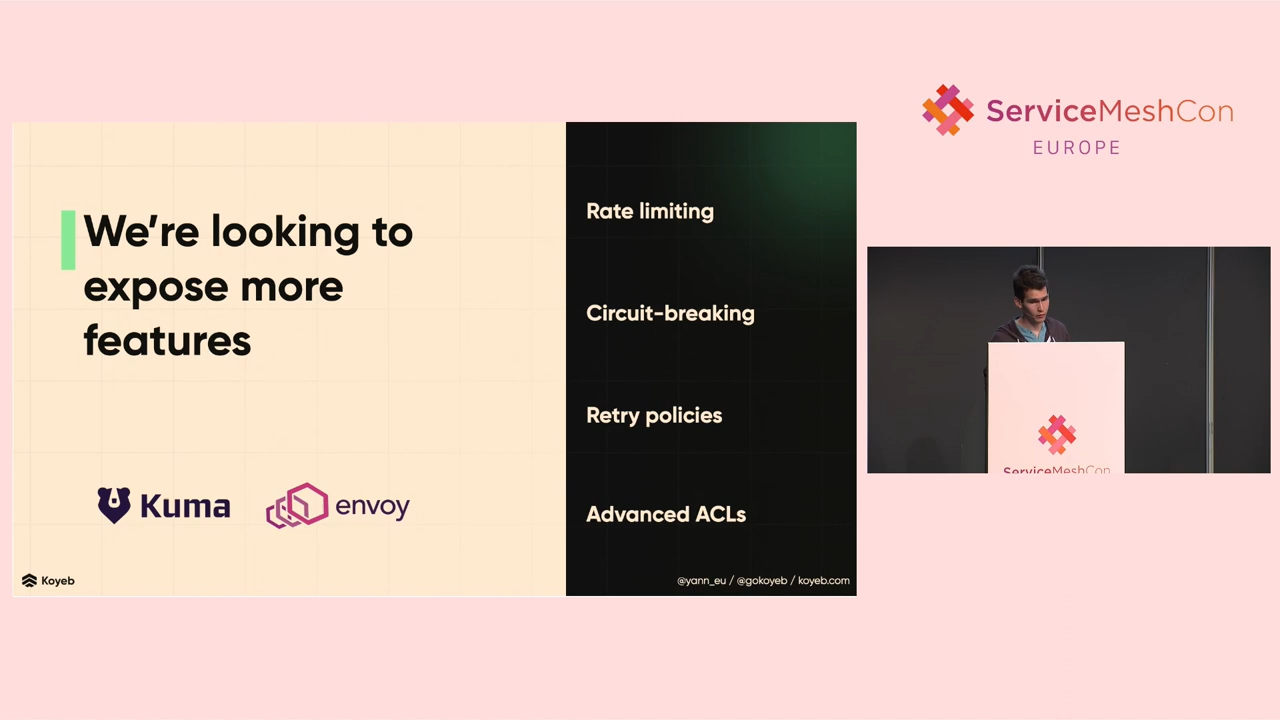 ServiceMeshCon
EUROPE
We’re looking to
expose more
features
Kuma
envoy
Koyeb
Rate limiting
Circuit-breaking
Retry policies
Advanced ACLs
@yann_eu / @gokoyeb / koyeb.com
ServiceMeshCon